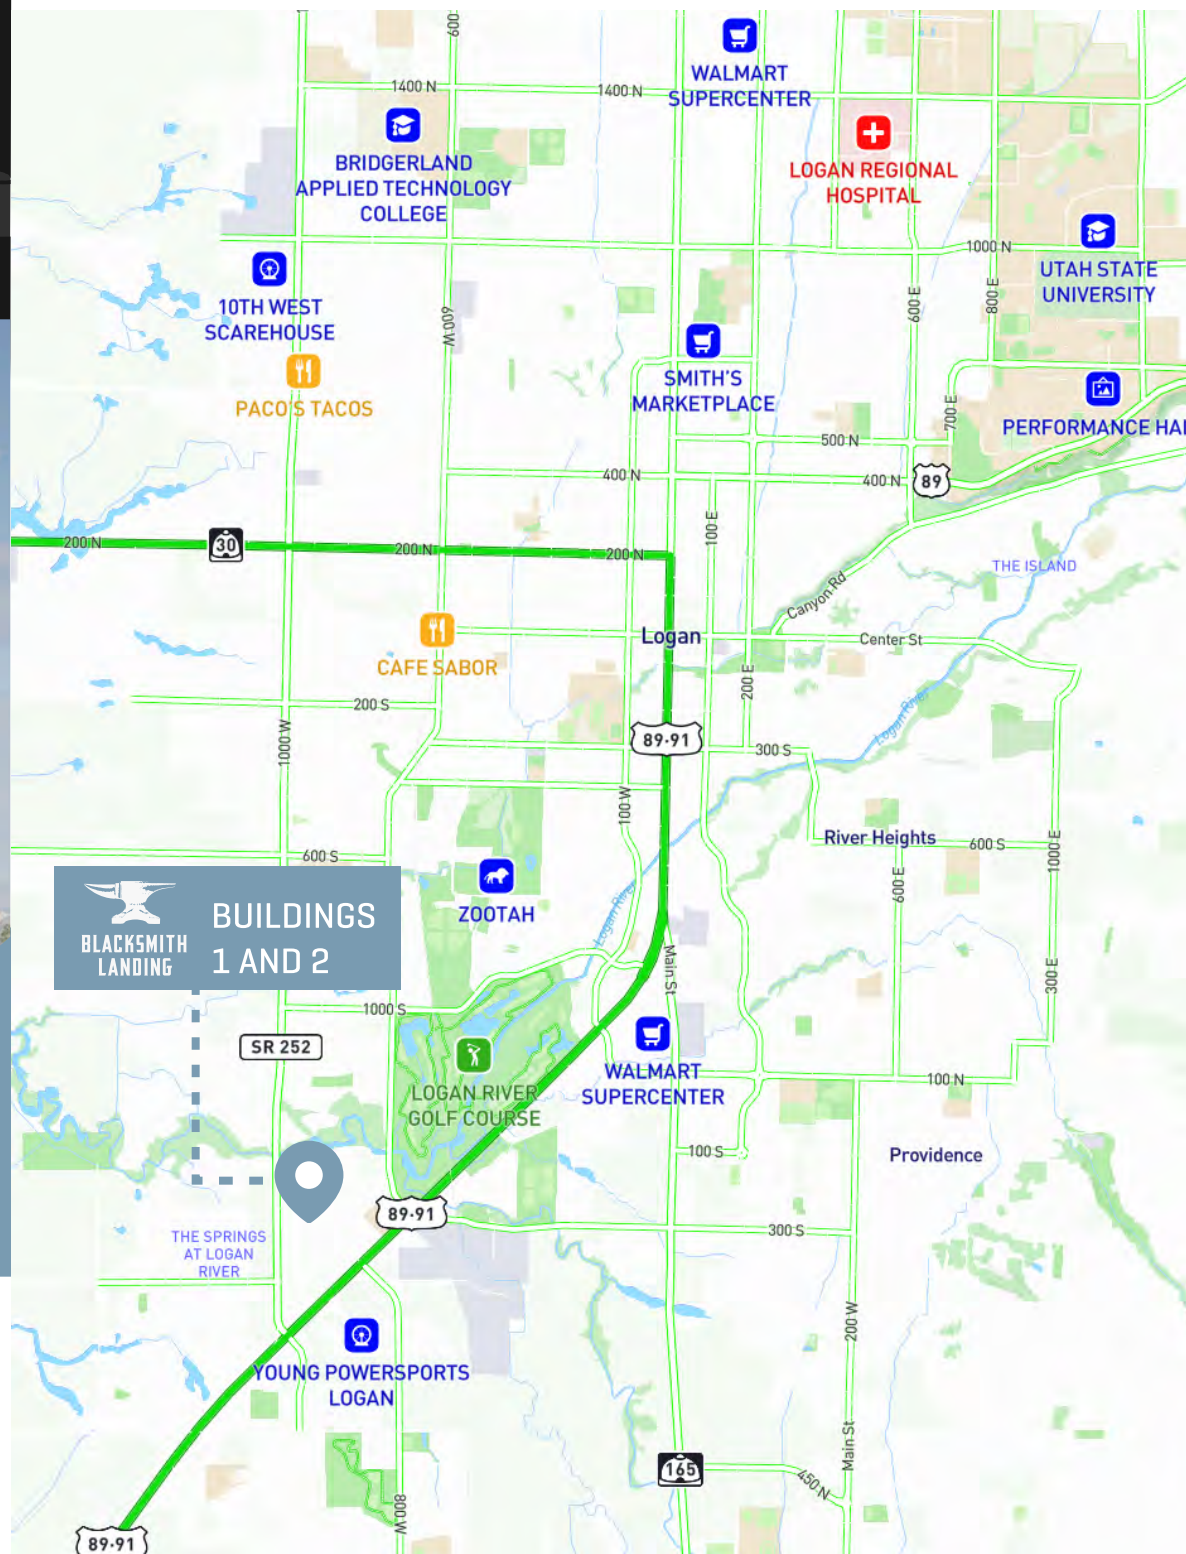 600
WALMART
SUPERCENTER
1400 N
1400 N
BRIDGERLAND
APPLIED TECHNOLOGY
COLLEGE
LOGAN REGIONAL
HOSPITAL
1000 N
UTAH STATE
UNIVERSITY
10TH WEST
SCAREHOUSE
600 W
600 E
800 E
PACO'S TACOS
SMITH'S
MARKETPLACE
700 E
PERFORMANCE HAL
500 N
400 N
400 N
89
100 E
200 N
30
200 N
200 N
THE ISLAND
Canyon Rd
Logan
Center St
CAFE SABOR
200 E
200 S
Logan River
1000 W
89·91
300 S
100 W
River Heights
600 S
1000 E
600 S
600 E
ZOOTAH
Logan River
BLACKSMITH
LANDING
BUILDINGS
1 AND 2
Main St
300 E
1000 S
SR 252
LOGAN RIVER
GOLF COURSE
WALMART
SUPERCENTER
100 N
100 S
Providence
89·91
300 S
THE SPRINGS
AT LOGAN
RIVER
200 W
YOUNG POWERSPORTS
LOGAN
Main St
165
450 N
800 W
89·91